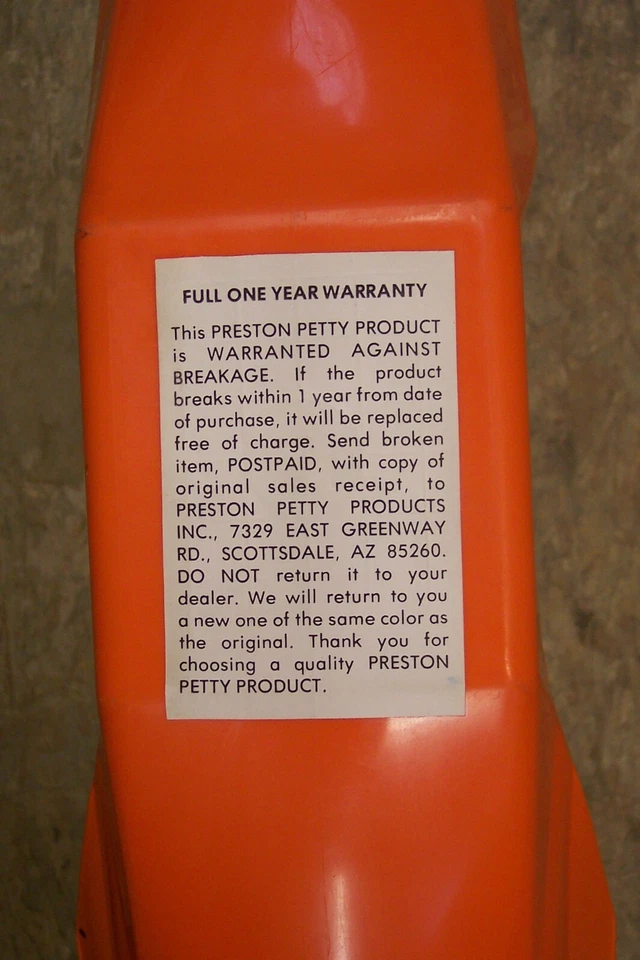 FULL ONE YEAR WARRANTY
This PRESTON PETTY PRODUCT
is WARRANTED AGAINST
BREAKAGE. If the product
breaks within 1 year from date
of purchase, it will be replaced
free of charge. Send broken
item, POSTPAID, with copy of
original sales receipt, to
PRESTON PETTY PRODUCTS
INC., 7329 EAST GREENWAY
RD., SCOTTSDALE, AZ 85260.
DO NOT return it to your
dealer. We will return to you
a new one of the same color as
the original. Thank you for
choosing a quality PRESTON
PETTY PRODUCT.